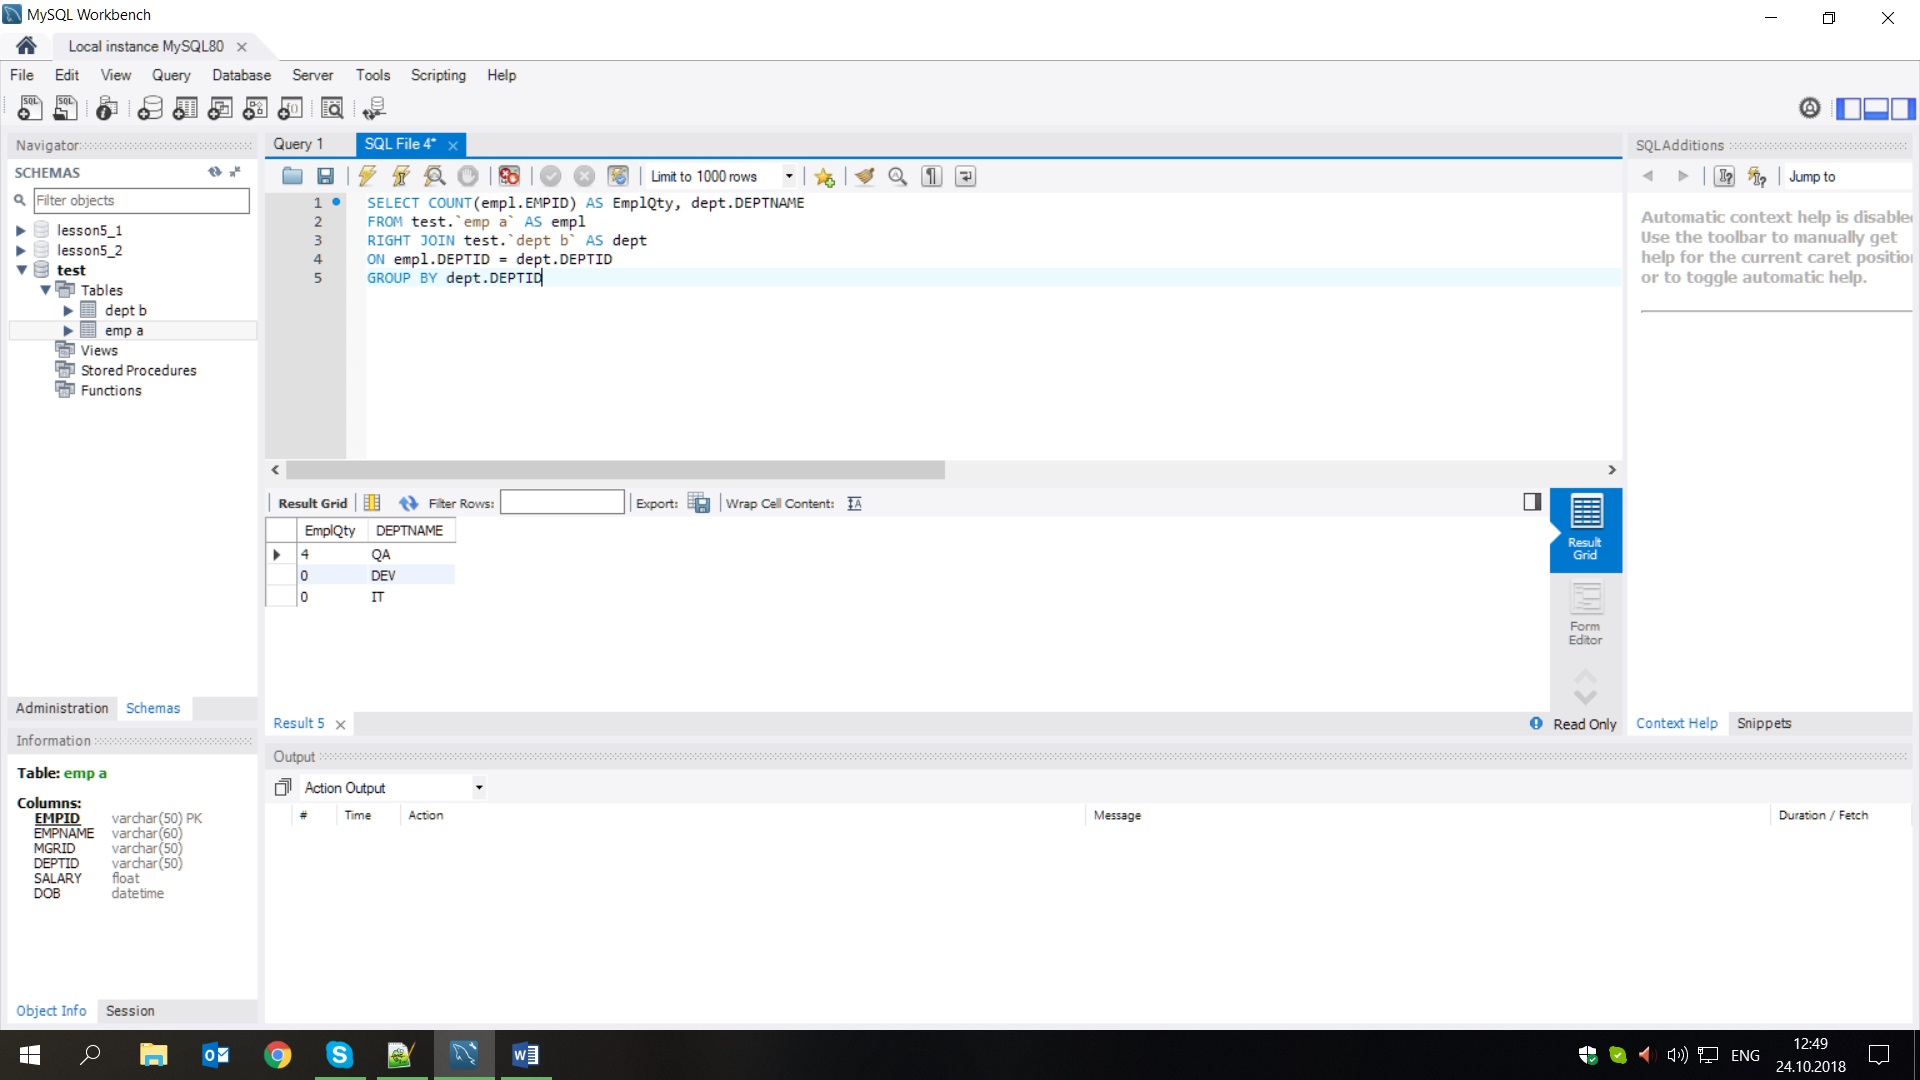 MySQL Workbench
Local instance MySQL80
File Edit View Query Database Server Tools Scripting Help
Navigator
SCHEMAS
Filter objects
lesson5_1
lesson5_2
test
Tables
dept b
emp a
Views
Stored Procedures
Functions
Administration Schemas
Information
Table: emp a
Columns:
EMPID varchar(50) PK
EMPNAME varchar(60)
MGRID varchar(50)
DEPTID varchar(50)
SALARY float
DOB datetime
Object Info Session
Query 1 SQL File 4*
Limit to 1000 rows
1 SELECT COUNT(empl.EMPID) AS EmplQty, dept.DEPTNAME
2 FROM test.`emp a` AS empl
3 RIGHT JOIN test.`dept b` AS dept
4 ON empl.DEPTID = dept.DEPTID
5 GROUP BY dept.DEPTID
Result Grid Filter Rows: Export: Wrap Cell Content:
EmplQty DEPTNAME
4 QA
0 DEV
0 IT
Result Grid
Form Editor
Result 5
Read Only
SQLAdditions
Jump to
Automatic context help is disabled
Use the toolbar to manually get
help for the current caret position
or to toggle automatic help.
Context Help Snippets
Output
Action Output
# Time Action Message Duration / Fetch
ENG
12:49
24.10.2018